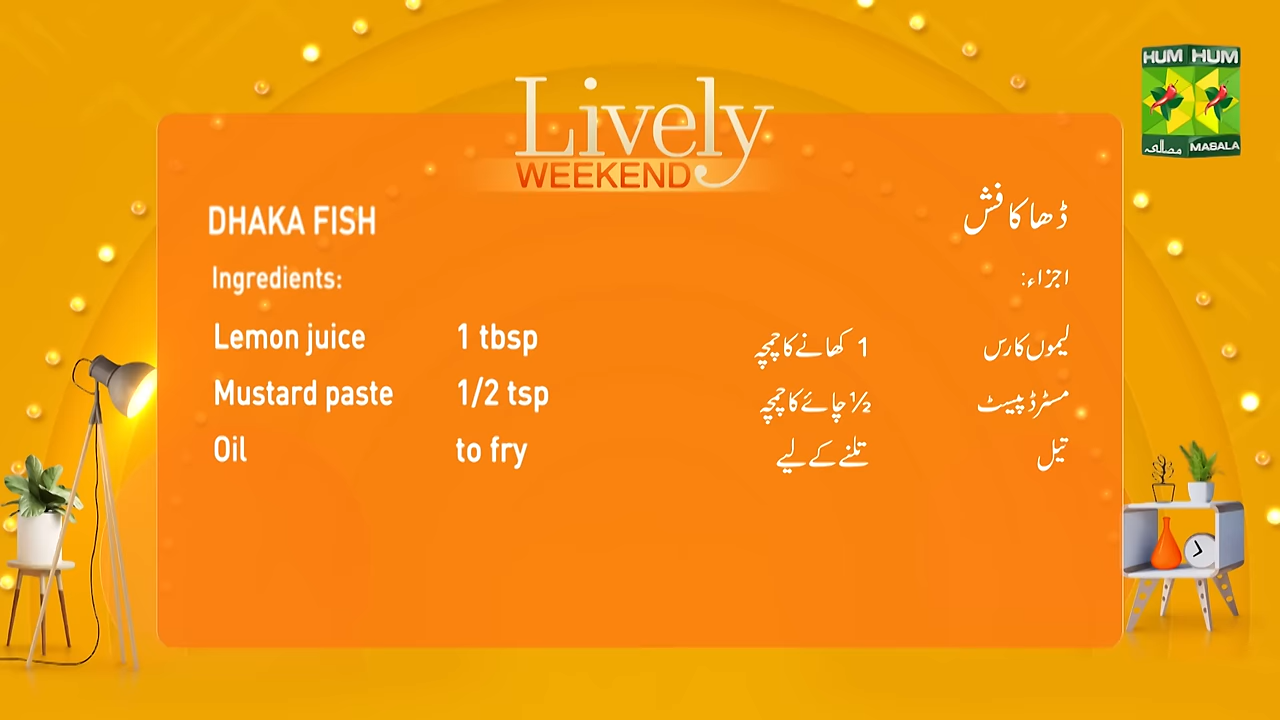 HUM HUM
مصالحہ MASALA
Lively
WEEKEND
DHAKA FISH ڈھاکا فش
Ingredients: اجزاء:
Lemon juice 1 tbsp 1 کھانے کا چمچہ لیموں کا رس
Mustard paste 1/2 tsp ½ چائے کا چمچہ مسٹرڈ پیسٹ
Oil to fry تلنے کے لیے تیل